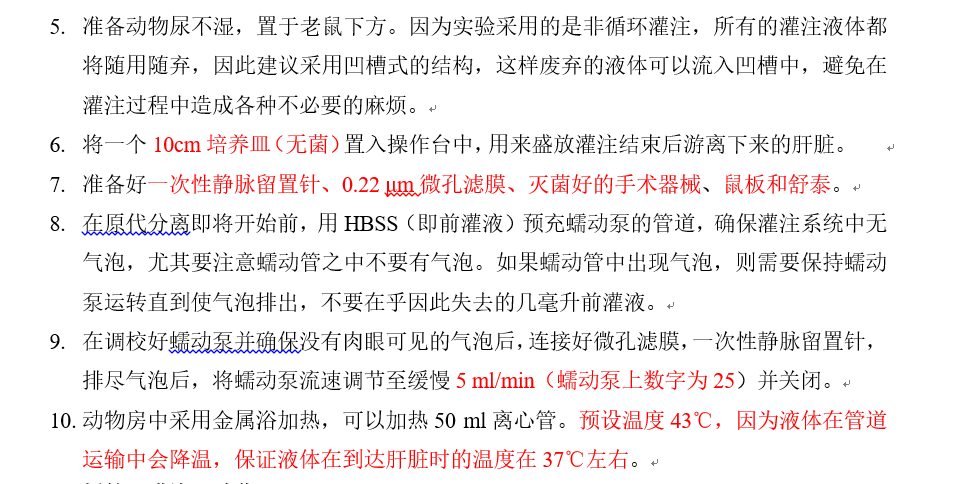 5. 准备动物尿不湿，置于老鼠下方。因为实验采用的是非循环灌注，所有的灌注液体都
将随用随弃，因此建议采用凹槽式的结构，这样废弃的液体可以流入凹槽中，避免在
灌注过程中造成各种不必要的麻烦。
6. 将一个 10cm 培养皿（无菌）置入操作台中，用来盛放灌注结束后游离下来的肝脏。
7. 准备好一次性静脉留置针、0.22 μm 微孔滤膜、灭菌好的手术器械、鼠板和舒泰。
8. 在原代分离即将开始前，用 HBSS（即前灌液）预充蠕动泵的管道，确保灌注系统中无
气泡，尤其要注意蠕动管之中不要有气泡。如果蠕动管中出现气泡，则需要保持蠕动
泵运转直到使气泡排出，不要在乎因此失去的几毫升前灌液。
9. 在调校好蠕动泵并确保没有肉眼可见的气泡后，连接好微孔滤膜，一次性静脉留置针，
排尽气泡后，将蠕动泵流速调节至缓慢 5 ml/min（蠕动泵上数字为 25）并关闭。
10. 动物房中采用金属浴加热，可以加热 50 ml 离心管。预设温度 43℃，因为液体在管道
运输中会降温，保证液体在到达肝脏时的温度在 37℃左右。